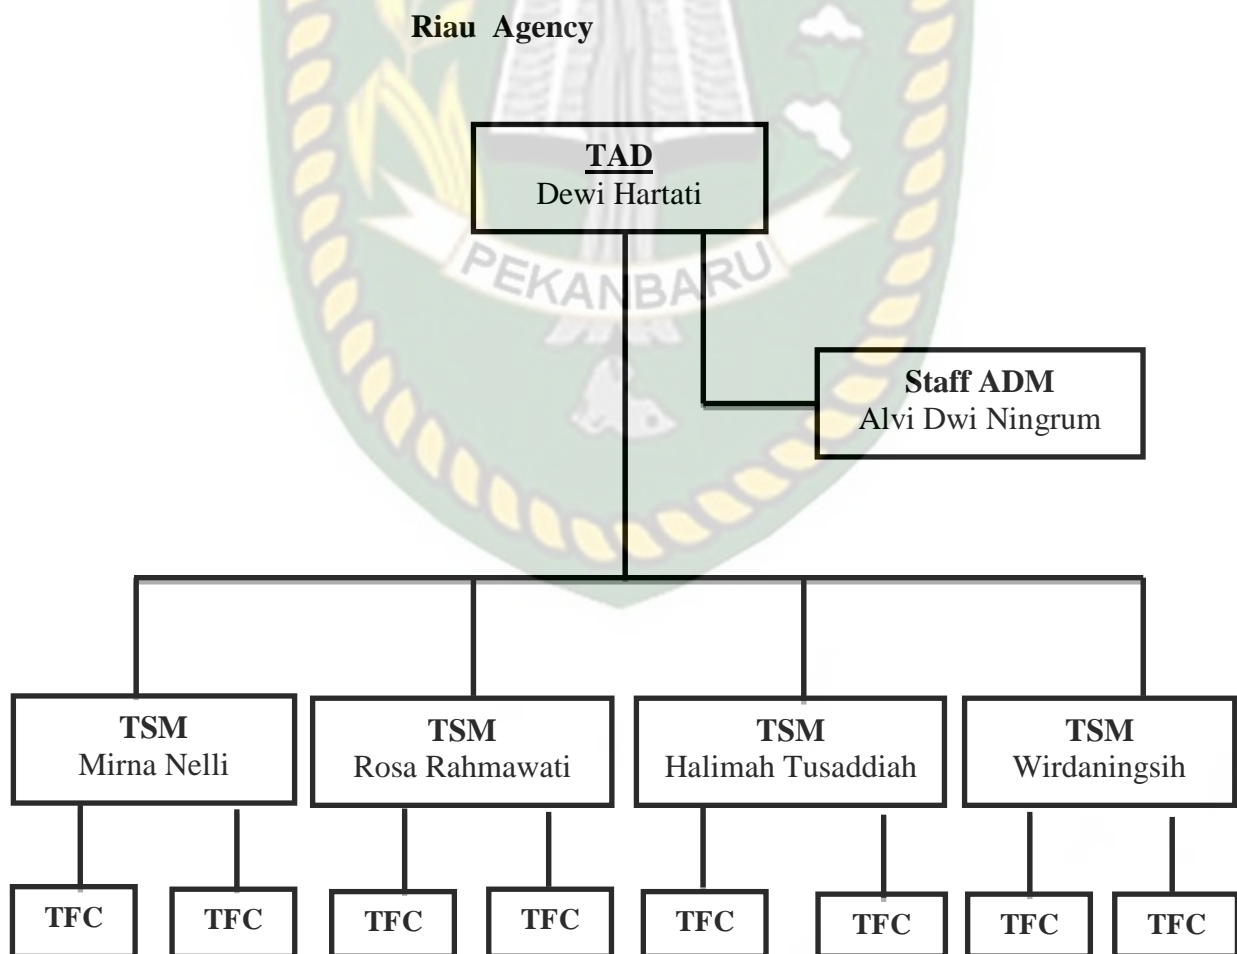 Riau Agency
TAD
Dewi Hartati
PEKANBARU
Staff ADM
Alvi Dwi Ningrum
TSM
Mirna Nelli
TSM
Rosa Rahmawati
TSM
Halimah Tusaddiah
TSM
Wirdaningsih
TFC
TFC
TFC
TFC
TFC
TFC
TFC
TFC